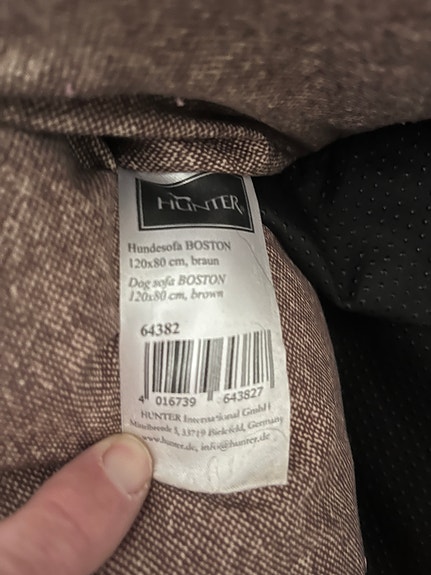 HUNTER
Hundesofa BOSTON
120x80 cm, braun
Dog sofa BOSTON
120x80 cm, brown
64382
4 016739 643827
HUNTER International GmbH
5, 33719 Bielefeld, Germany
www.hunter.de, info@hunter.de